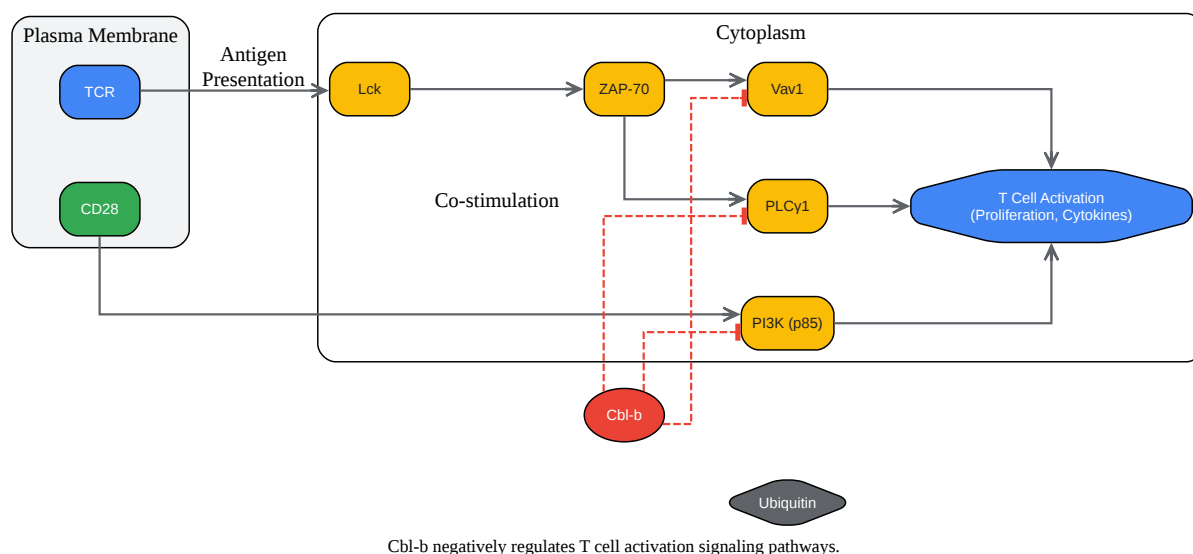 Plasma Membrane
Cytoplasm
Antigen
Presentation
TCR
Lck
ZAP-70
Vav1
CD28
Co-stimulation
PLCγ1
T Cell Activation
(Proliferation, Cytokines)
PI3K (p85)
Cbl-b
Ubiquitin
Cbl-b negatively regulates T cell activation signaling pathways.